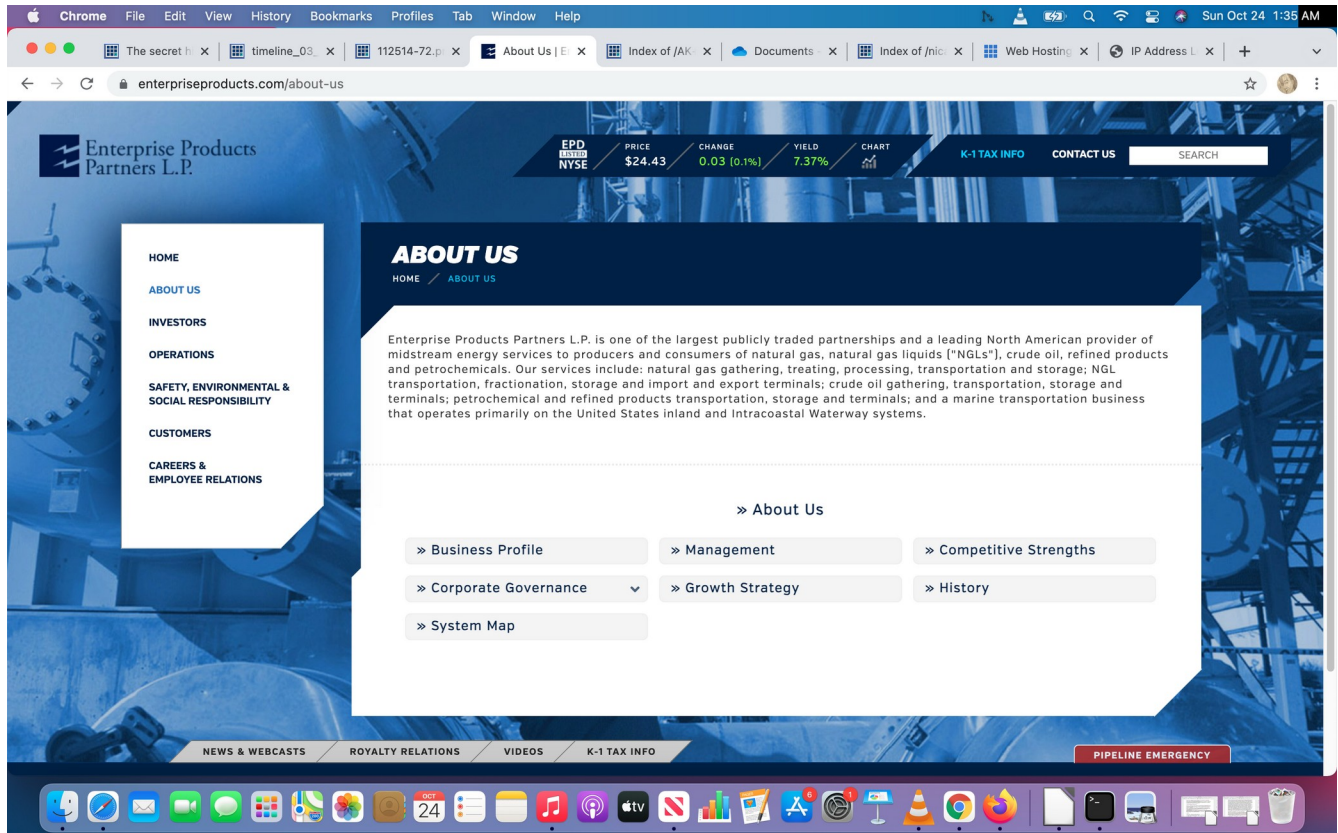 Chrome File Edit View History Bookmarks Profiles Tab Window Help Sun Oct 24 1:35 AM
The secret h timeline_03_ 112514-72.p About Us | E Index of /AK Documents Index of /nic Web Hosting IP Address L
enterpriseproducts.com/about-us
Enterprise Products
Partners L.P.
EPD
LISTED
NYSE
PRICE
$24.43
CHANGE
0.03 (0.1%)
YIELD
7.37%
CHART
K-1 TAX INFO CONTACT US SEARCH
HOME
ABOUT US
INVESTORS
OPERATIONS
SAFETY, ENVIRONMENTAL &
SOCIAL RESPONSIBILITY
CUSTOMERS
CAREERS &
EMPLOYEE RELATIONS
ABOUT US
HOME / ABOUT US
Enterprise Products Partners L.P. is one of the largest publicly traded partnerships and a leading North American provider of
midstream energy services to producers and consumers of natural gas, natural gas liquids ("NGLs"), crude oil, refined products
and petrochemicals. Our services include: natural gas gathering, treating, processing, transportation and storage; NGL
transportation, fractionation, storage and import and export terminals; crude oil gathering, transportation, storage and
terminals; petrochemical and refined products transportation, storage and terminals; and a marine transportation business
that operates primarily on the United States inland and Intracoastal Waterway systems.
» About Us
» Business Profile » Management » Competitive Strengths
» Corporate Governance » Growth Strategy » History
» System Map
NEWS & WEBCASTS ROYALTY RELATIONS VIDEOS K-1 TAX INFO
PIPELINE EMERGENCY
OCT
24
tv
6
1